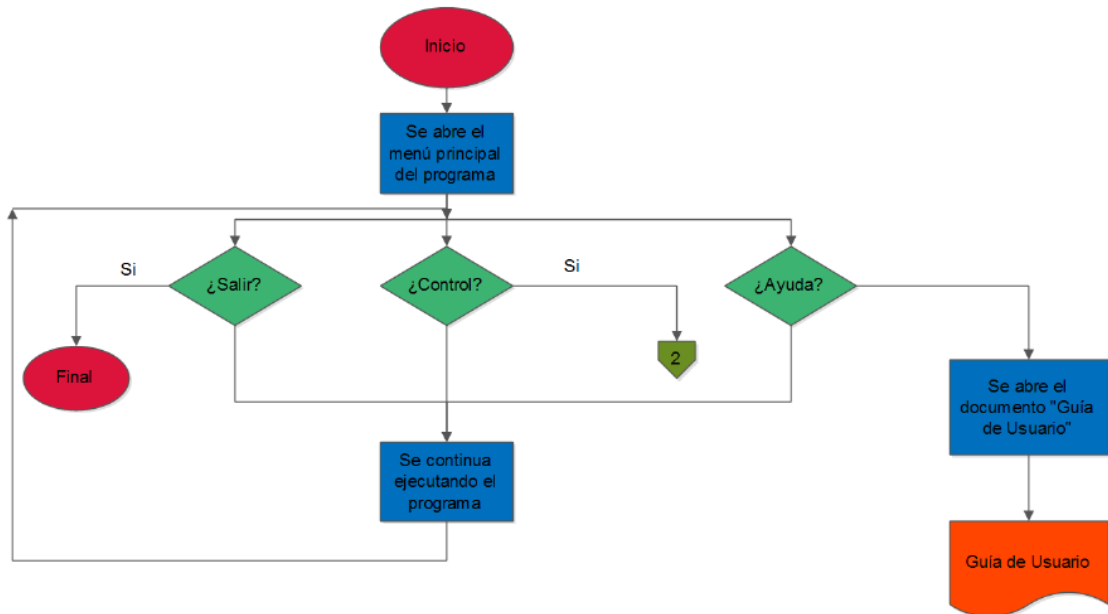 Inicio
Se abre el
menú principal
del programa
Si
¿Salir?
¿Control?
Si
¿Ayuda?
Final
2
Se abre el
documento "Guía
de Usuario"
Se continua
ejecutando el
programa
Guía de Usuario